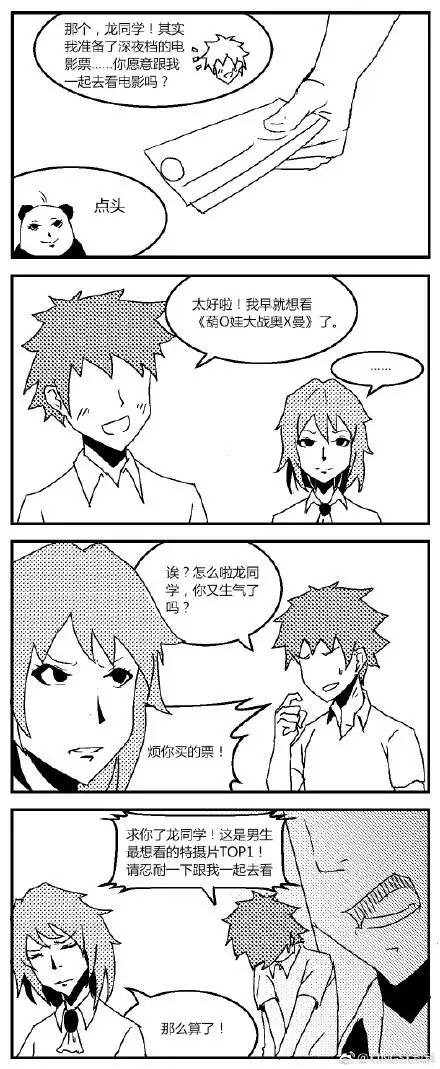 那个，龙同学！其实
我准备了深夜档的电
影票……你愿意跟我
一起去看电影吗？
点头
太好啦！我早就想看
《葫O娃大战奥X曼》了。
……
诶？怎么啦龙同
学，你又生气了
吗？
烦你买的票！
求你了龙同学！这是男生
最想看的特摄片TOP1！
请忍耐一下跟我一起去看
那么算了！